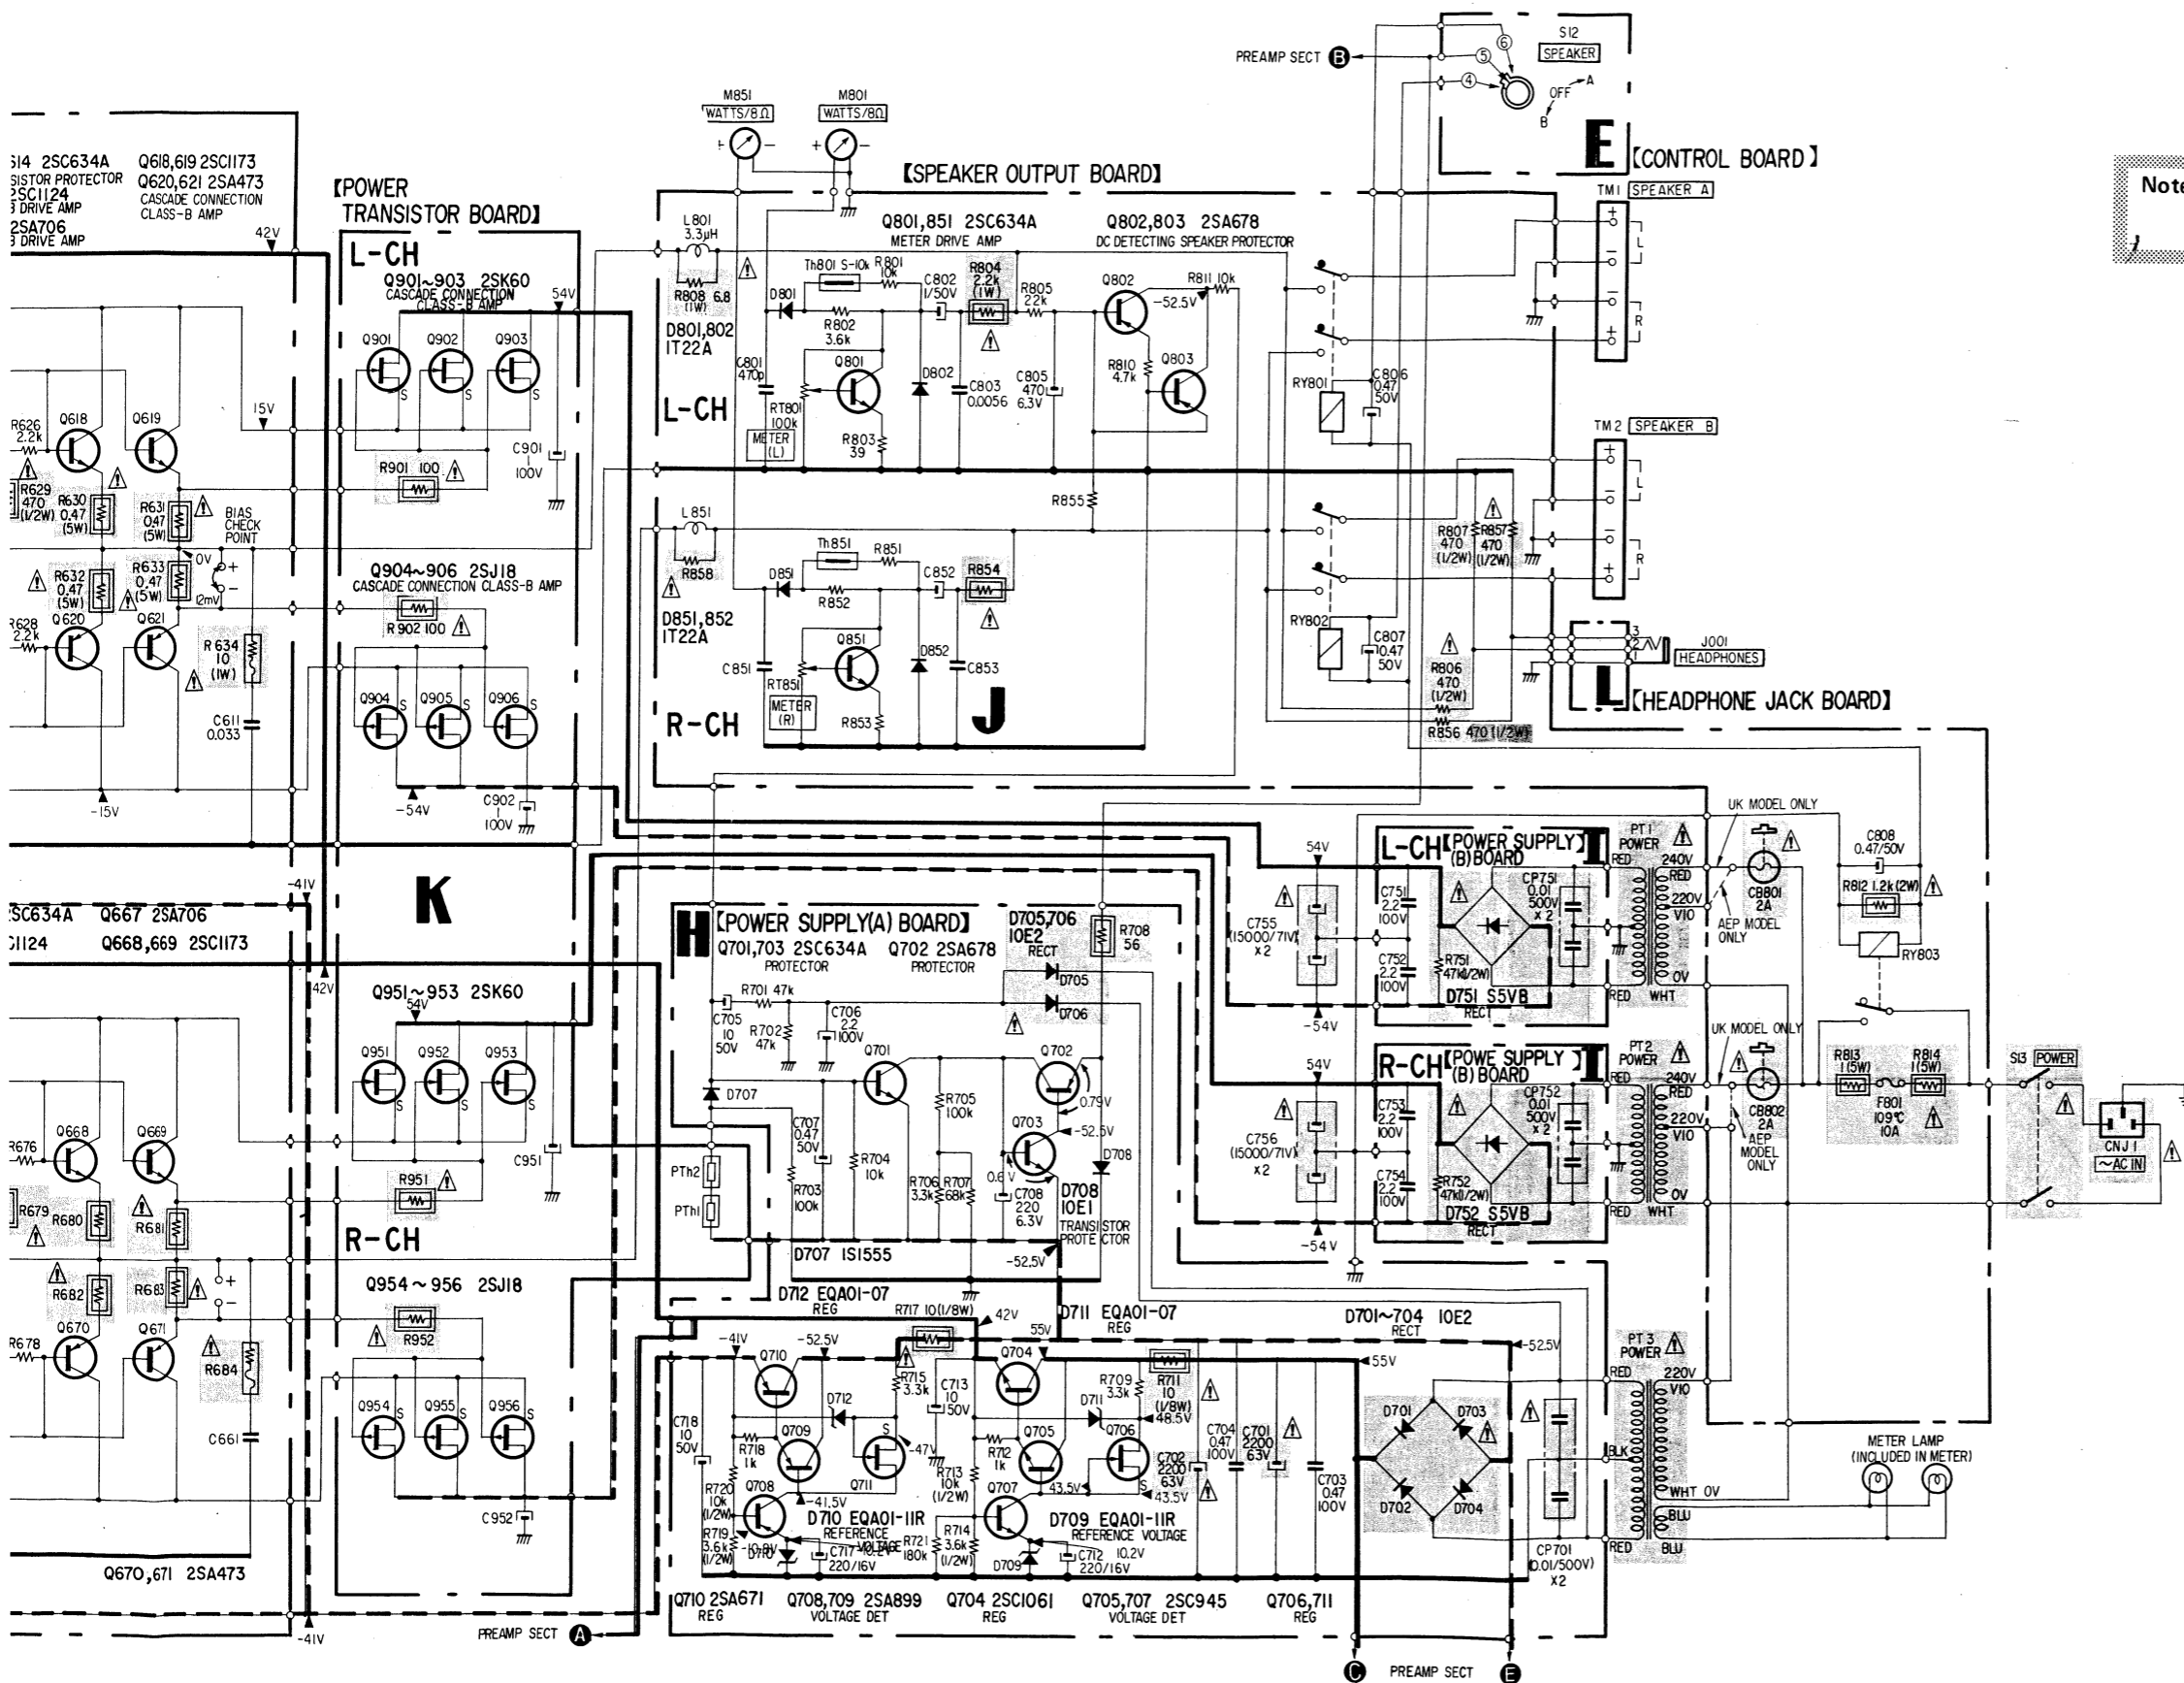 PREAMP SECT B
S12
SPEAKER
6
5
4
OFF
A
B
E
[CONTROL BOARD]
Note
M851
WATTS/8Ω
M801
WATTS/8Ω
+ -
+ -
【SPEAKER OUTPUT BOARD】
614 2SC634A
Q618,619 2SC1173
Q620,621 2SA473
CASCADE CONNECTION
CLASS-B AMP
2SC1124
DRIVE AMP
2SA706
DRIVE AMP
42V
【POWER
TRANSISTOR BOARD】
L-CH
Q901~903 2SK60
CASCADE CONNECTION
CLASS-B AMP
54V
Q901
Q902
Q903
S
S
S
15V
R626
2.2k
Q618
Q619
R629
470
(1/2W)
R630
0.47
(5W)
R631
0.47
(5W)
BIAS
CHECK
POINT
0V
12mV
R632
0.47
(5W)
R633
0.47
(5W)
R628
2.2k
Q620
Q621
R634
10
(1W)
C611
0.033
-15V
R901 100
C901
1
100V
Q904~906 2SJ18
CASCADE CONNECTION CLASS-B AMP
R902 100
Q904
Q905
Q906
S
S
S
-54V
C902
1
100V
K
L801
3.3µH
R808 6.8
(1W)
D801,802
1T22A
L-CH
Q801,851 2SC634A
METER DRIVE AMP
Q802,803 2SA678
DC DETECTING SPEAKER PROTECTOR
Th801 S-10k
R801
10k
D801
R802
3.6k
C802
1/50V
R804
2.2k
(1W)
R805
22k
Q802
-52.5V
R811 10k
C801
470p
RT801
100k
METER
(L)
Q801
R803
39
D802
C803
0.0056
C805
470
6.3V
R810
4.7k
Q803
RY801
C806
0.47
50V
TM1 SPEAKER A
+
-
-
+
L
R
TM2 SPEAKER B
+
-
-
+
L
R
L851
R858
D851,852
1T22A
Th851
R851
D851
R852
C852
R854
R855
C851
RT851
METER
(R)
Q851
R853
D852
C853
R-CH
J
RY802
C807
0.47
50V
R807
470
(1/2W)
R857
470
(1/2W)
R806
470
(1/2W)
R856 470(1/2W)
3
2
1
J001
HEADPHONES
L
[HEADPHONE JACK BOARD]
-41V
2SC634A
Q667 2SA706
C1124
Q668,669 2SC1173
42V
Q951~953 2SK60
54V
Q951
Q952
Q953
S
S
S
R676
Q668
Q669
R679
R680
R681
R682
R683
+
-
R678
Q670
Q671
R684
C661
Q670,671 2SA473
-41V
R951
C951
R-CH
Q954~956 2SJ18
R952
Q954
Q955
Q956
S
S
S
C952
H
【POWER SUPPLY(A) BOARD】
Q701,703 2SC634A
PROTECTOR
Q702 2SA678
PROTECTOR
D705,706
10E2
RECT
R708
56
D705
D706
R701 47k
C705
10
50V
R702
47k
C706
2.2
100V
Q701
Q702
D707
C707
0.47
50V
R704
10k
R705
100k
0.79V
Q703
-52.5V
0.6V
D708
PTh2
PTh1
R703
100k
R706
3.3k
R707
68k
C708
220
6.3V
D708
10E1
TRANSISTOR
PROTECTOR
D707 1S1555
-52.5V
L-CH【POWER SUPPLY】 I
(B) BOARD
54V
C755
(15000/71V)
X2
-54V
C751
2.2
100V
C752
2.2
100V
R751
47k(1/2W)
D751 S5VB
RECT
CP751
0.01
500V
X2
PT1
POWER
RED
240V
RED
220V
VIO
0V
RED
WHT
UK MODEL ONLY
AEP MODEL
ONLY
CB801
2A
C808
0.47/50V
R812 1.2k(2W)
RY803
R-CH【POWE SUPPLY】 I
(B) BOARD
54V
C756
(15000/71V)
X2
-54V
C753
2.2
100V
C754
2.2
100V
R752
47k(1/2W)
D752 S5VB
RECT
CP752
0.01
500V
X2
PT2
POWER
RED
240V
RED
220V
VIO
0V
RED
WHT
UK MODEL ONLY
AEP
MODEL
ONLY
CB802
2A
R813
1(5W)
F801
109°C
10A
R814
1(5W)
S13 POWER
CNJ1
~AC IN
D712 EQA01-07
REG
R717 10(1/8W)
42V
D711 EQA01-07
REG
D701~704 10E2
RECT
-41V
-52.5V
55V
-52.5V
55V
Q710
D712
R715
3.3k
C713
10
50V
Q704
D711
R709
3.3k
R711
10
(1/8W)
48.5V
C718
10
50V
R718
1k
Q709
S
-47V
Q711
R712
1k
Q705
Q706
C702
2200
63V
C704
0.47
100V
C701
2200
63V
C703
0.47
100V
R720
10k
(1/2W)
Q708
-41.5V
R713
10k
(1/2W)
Q707
43.5V
S
43.5V
D710 EQA01-11R
REFERENCE
VOLTAGE
R719
3.6k
(1/2W)
D710
C717
220/16V
R721
180k
R714
3.6k
(1/2W)
D709 EQA01-11R
REFERENCE VOLTAGE
D709
C712
220/16V
10.2V
D701
D703
D702
D704
CP701
(0.01/500V)
X2
PT3
POWER
RED
220V
VIO
BLK
WHT 0V
BLU
RED
BLU
METER LAMP
(INCLUDED IN METER)
Q710 2SA671
REG
Q708,709 2SA899
VOLTAGE DET
Q704 2SC1061
REG
Q705,707 2SC945
VOLTAGE DET
Q706,711
REG
PREAMP SECT A
C PREAMP SECT E